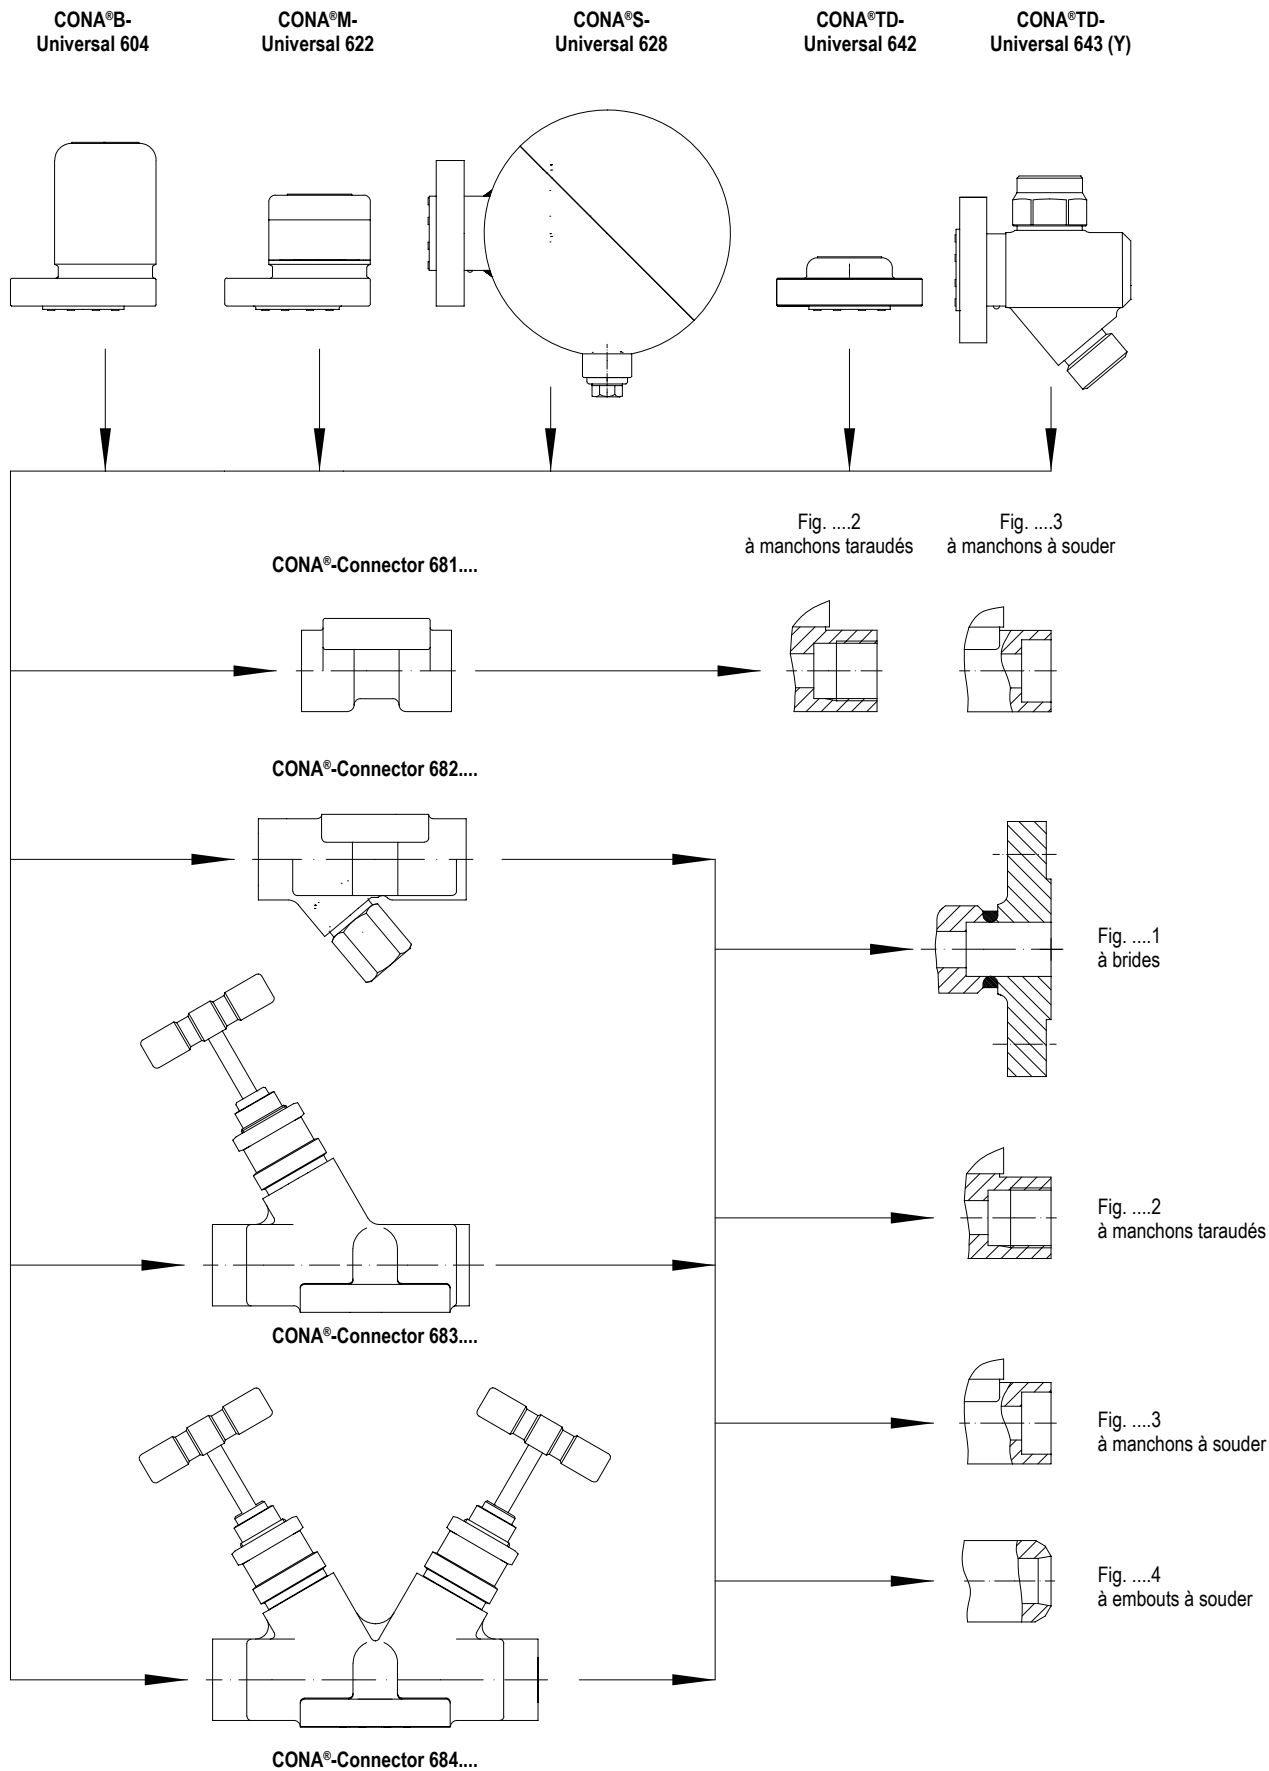 CONA®B-
Universal 604
CONA®M-
Universal 622
CONA®S-
Universal 628
CONA®TD-
Universal 642
CONA®TD-
Universal 643 (Y)
Fig. ....2
à manchons taraudés
Fig. ....3
à manchons à souder
CONA®-Connector 681....
CONA®-Connector 682....
Fig. ....1
à brides
Fig. ....2
à manchons taraudés
CONA®-Connector 683....
Fig. ....3
à manchons à souder
Fig. ....4
à embouts à souder
CONA®-Connector 684....